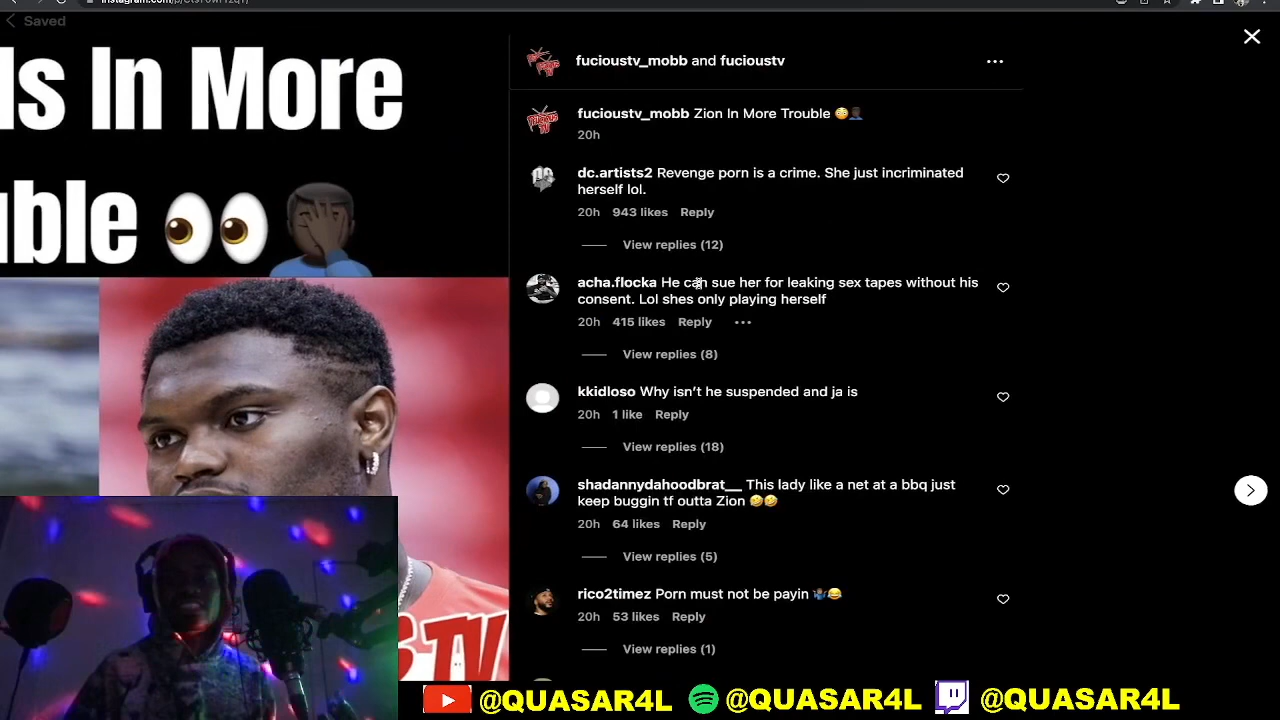 instagram.com/p/
Saved
ls In More
uble 👀🤦🏿‍♂️
fucioustv_mobb and fucioustv
fucioustv_mobb Zion In More Trouble 😳🤦🏿‍♂️
20h
dc.artists2 Revenge porn is a crime. She just incriminated
herself lol.
20h 943 likes Reply
View replies (12)
acha.flocka He can sue her for leaking sex tapes without his
consent. Lol shes only playing herself
20h 415 likes Reply
View replies (8)
kkidloso Why isn’t he suspended and ja is
20h 1 like Reply
View replies (18)
shadannydahoodbrat__ This lady like a net at a bbq just
keep buggin tf outta Zion 🤣🤣
20h 64 likes Reply
View replies (5)
rico2timez Porn must not be payin 🤷🏾‍♂️😂
20h 53 likes Reply
View replies (1)
TV
@QUASAR4L @QUASAR4L @QUASAR4L